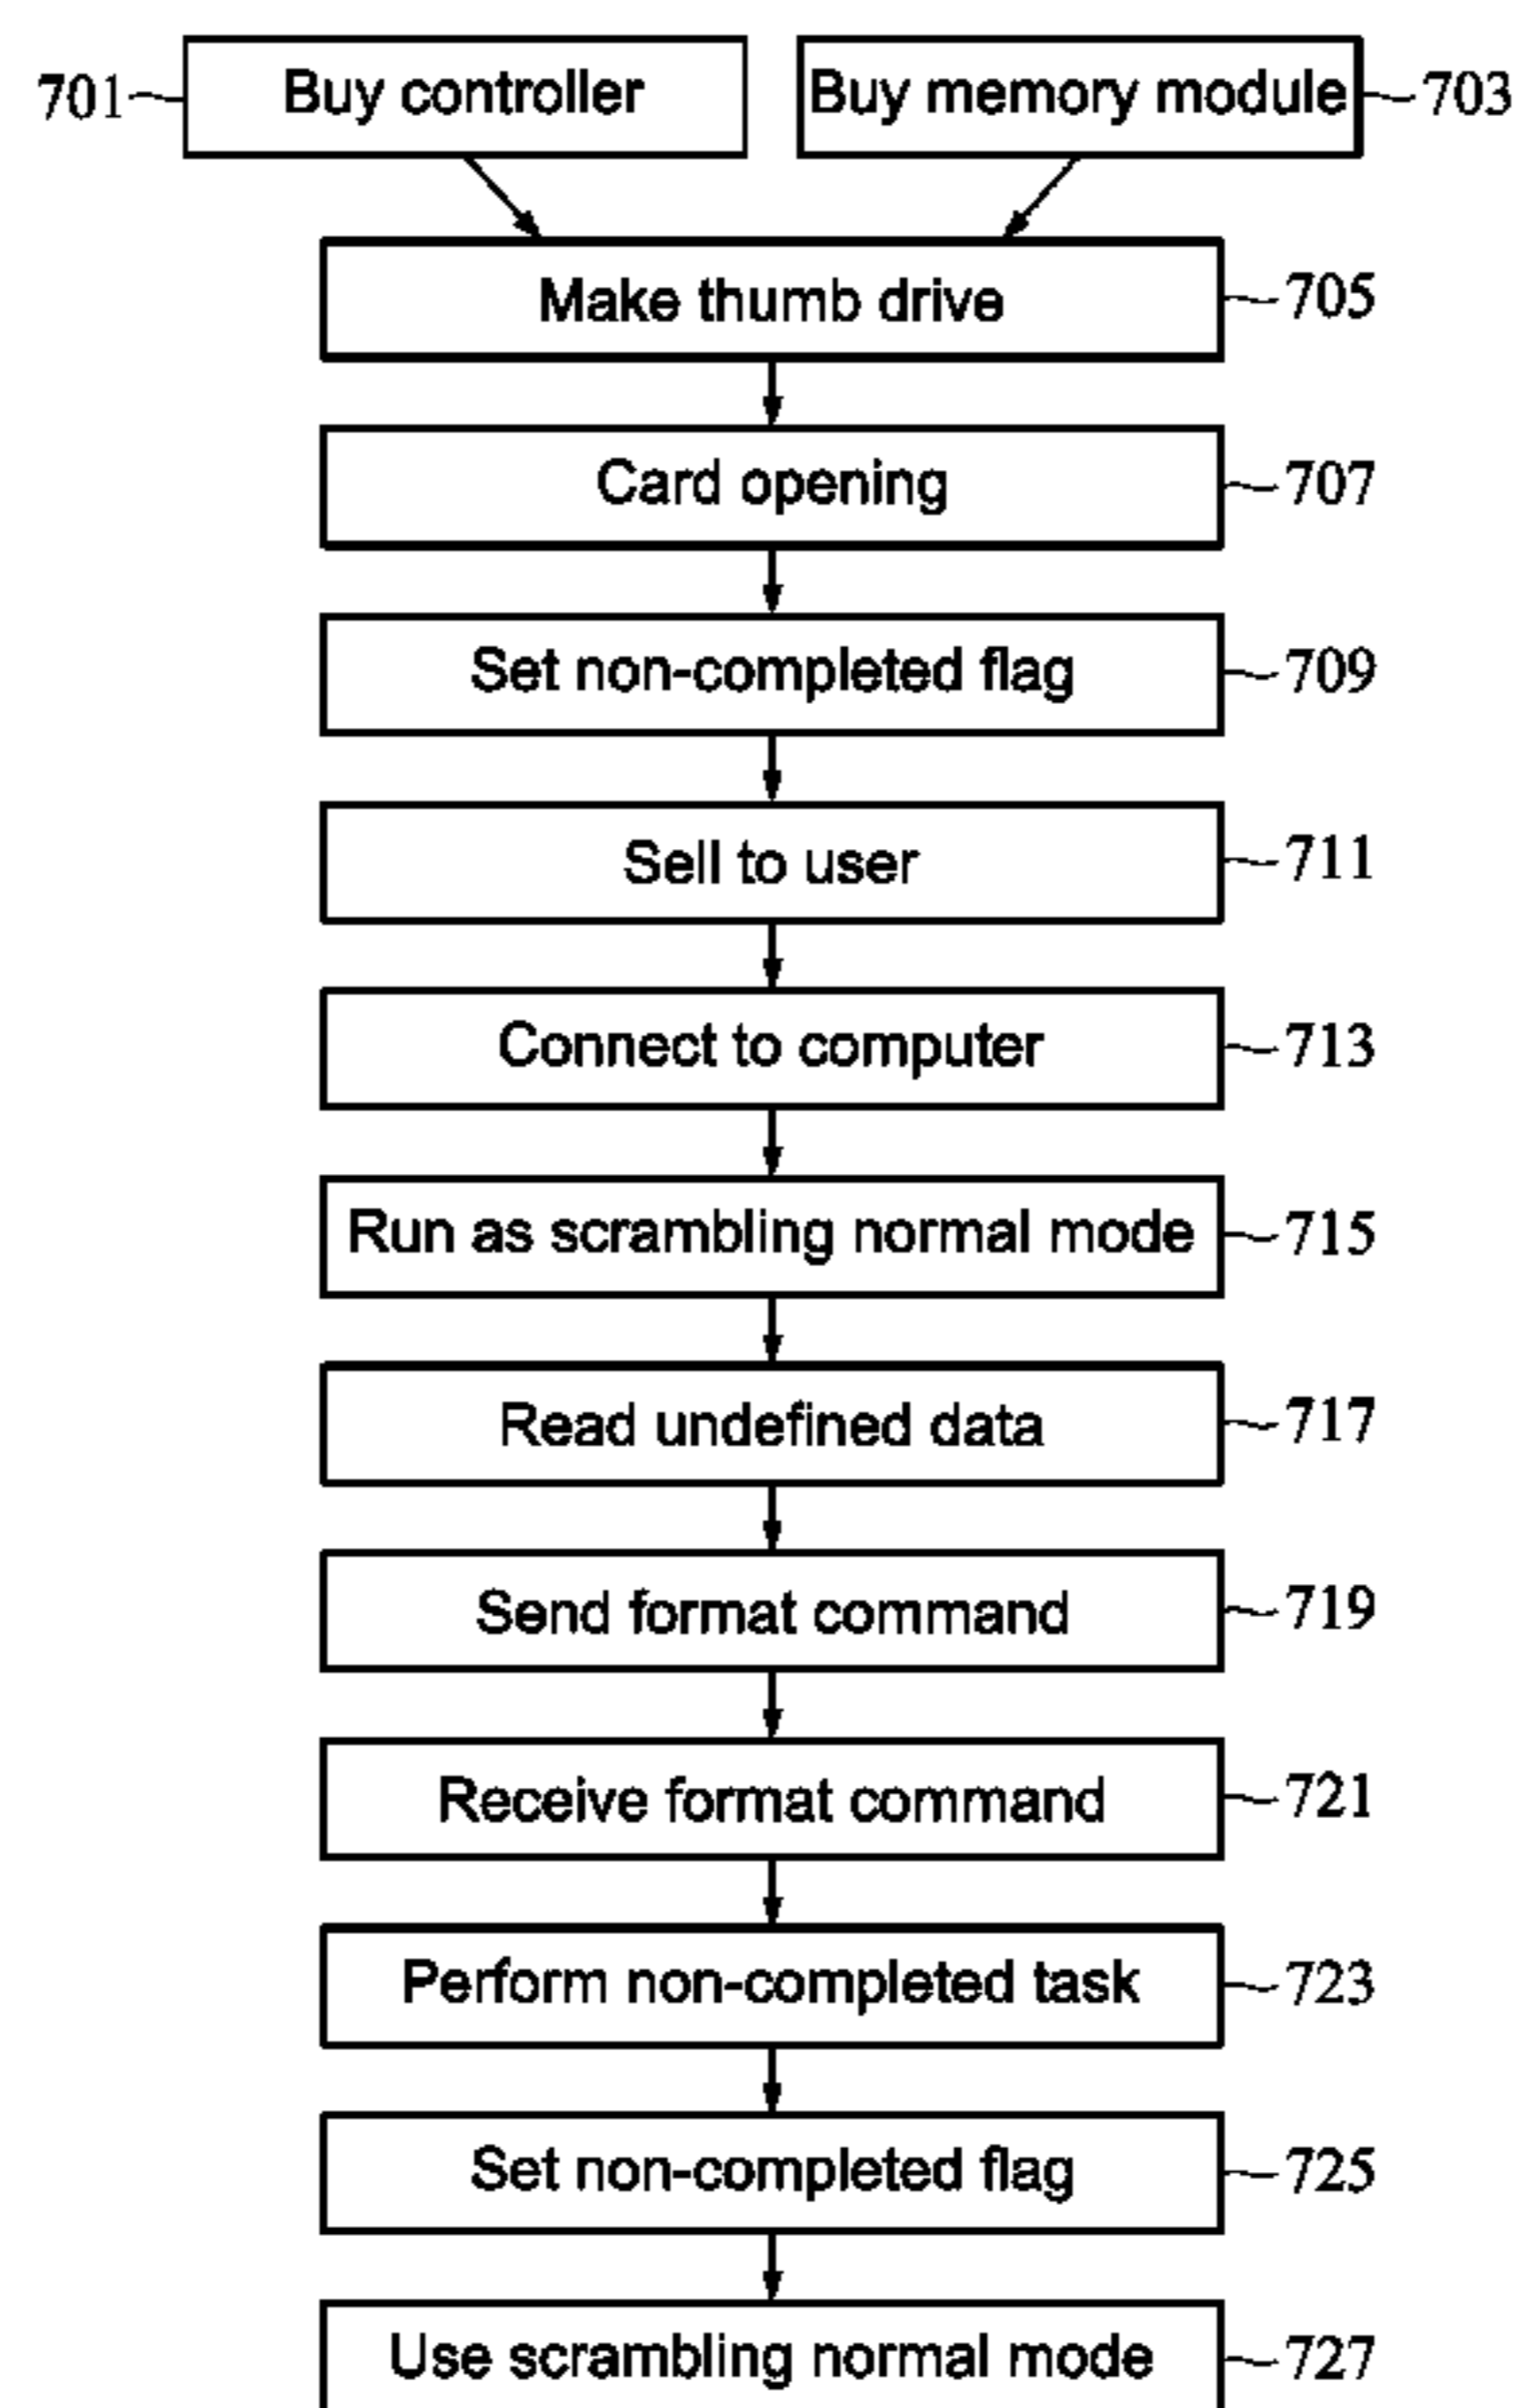 701
Buy controller
Buy memory module
703
Make thumb drive
705
Card opening
707
Set non-completed flag
709
Sell to user
711
Connect to computer
713
Run as scrambling normal mode
715
Read undefined data
717
Send format command
719
Receive format command
721
Perform non-completed task
723
Set non-completed flag
725
Use scrambling normal mode
727